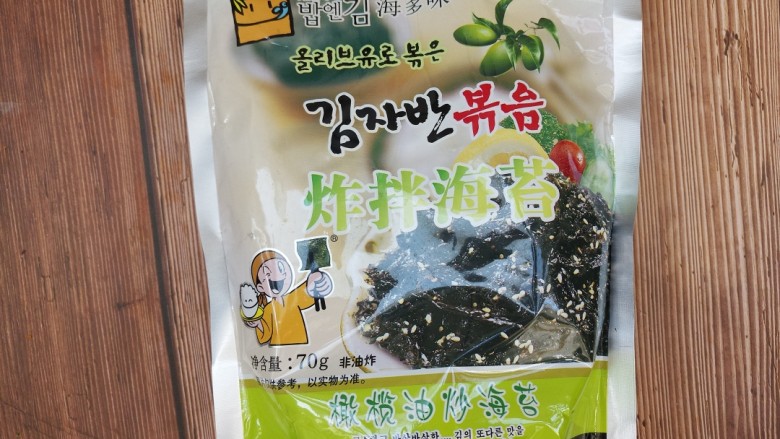 밥엔김 海多味
올리브유로 볶은
김자반볶음
炸拌海苔
®
净含量:70g 非油炸
参考，以实物为准。
橄榄油炒海苔
김의 또다른 맛을